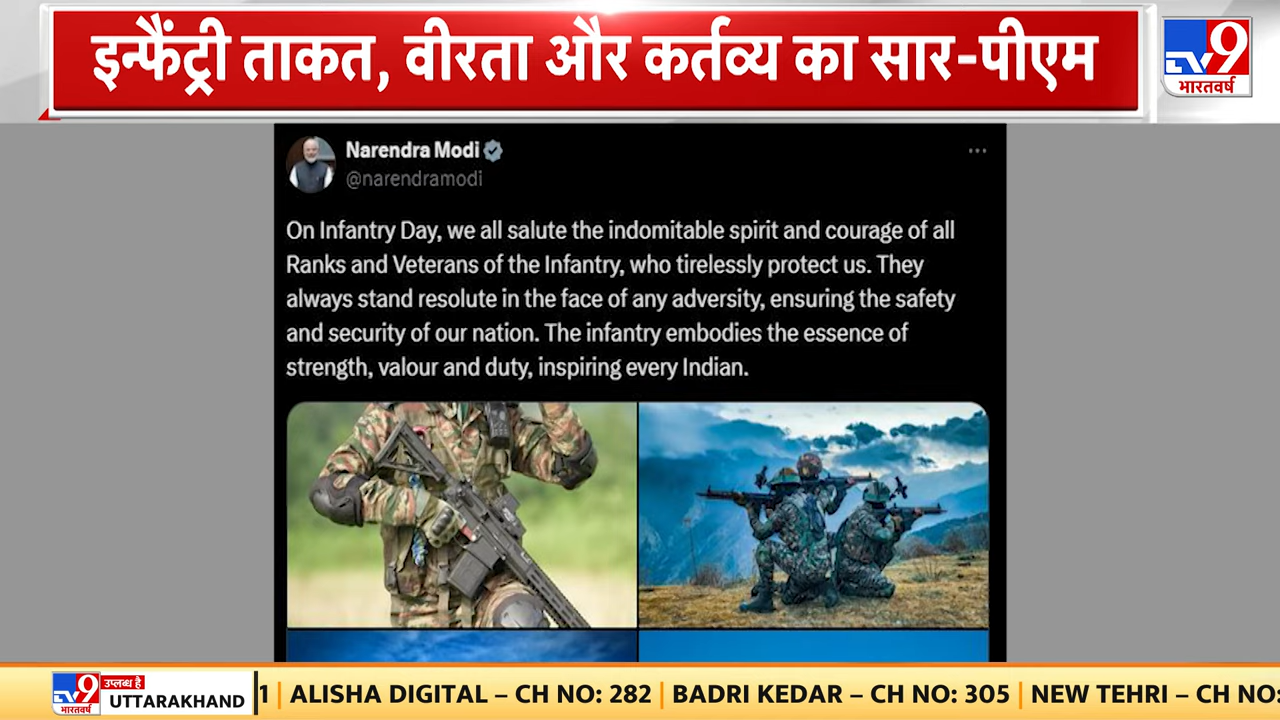 इन्फैंट्री ताकत, वीरता और कर्तव्य का सार-पीएम
TV9
भारतवर्ष
Narendra Modi
@narendramodi
On Infantry Day, we all salute the indomitable spirit and courage of all
Ranks and Veterans of the Infantry, who tirelessly protect us. They
always stand resolute in the face of any adversity, ensuring the safety
and security of our nation. The infantry embodies the essence of
strength, valour and duty, inspiring every Indian.
TV9
भारतवर्ष
उपलब्ध है
UTTARAKHAND
1 | ALISHA DIGITAL – CH NO: 282 | BADRI KEDAR – CH NO: 305 | NEW TEHRI – CH NO: